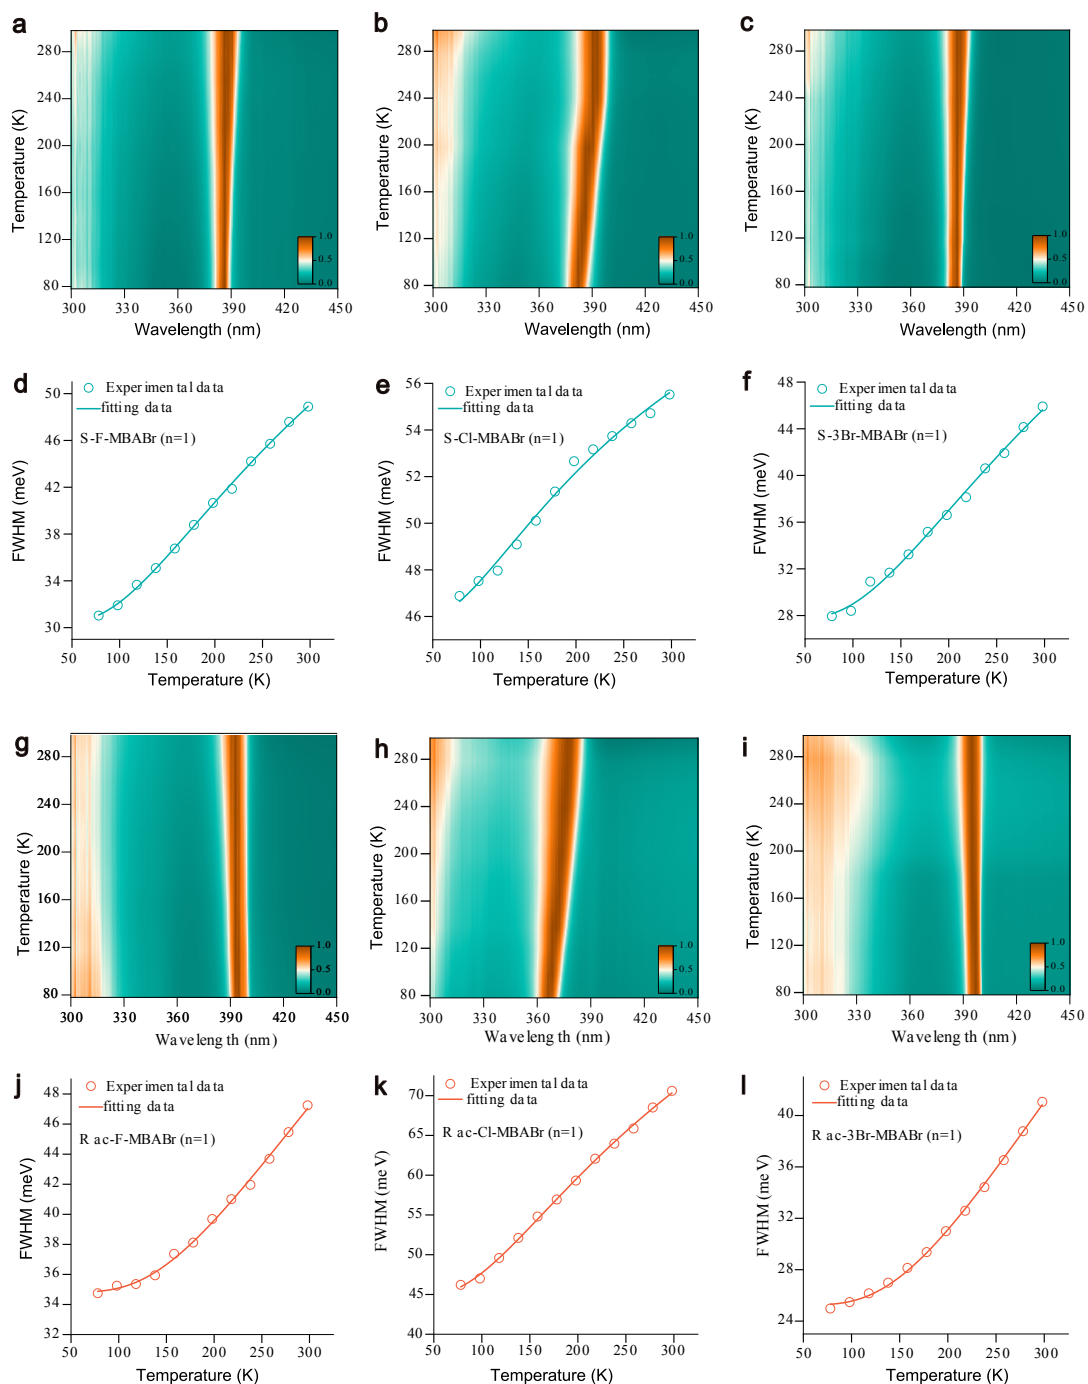 a
280
240
200
160
120
80
Temperature (K)
1.0
0.5
0.0
300 330 360 390 420 450
Wavelength (nm)
b
280
240
200
160
120
80
Temperature (K)
1.0
0.5
0.0
300 330 360 390 420 450
Wavelength (nm)
c
280
240
200
160
120
80
Temperature (K)
1.0
0.5
0.0
300 330 360 390 420 450
Wavelength (nm)
d
50
46
42
38
34
30
FWHM (meV)
Experimental data
fitting data
S-F-MBABr (n=1)
50 100 150 200 250 300
Temperature (K)
e
56
54
52
50
48
46
FWHM (meV)
Experimental data
fitting data
S-Cl-MBABr (n=1)
50 100 150 200 250 300
Temperature (K)
f
48
44
40
36
32
28
FWHM (meV)
Experimental data
fitting data
S-3Br-MBABr (n=1)
50 100 150 200 250 300
Temperature (K)
g
280
240
200
160
120
80
Temperature (K)
1.0
0.5
0.0
300 330 360 390 420 450
Wavelength (nm)
h
280
240
200
160
120
80
Temperature (K)
1.0
0.5
0.0
300 330 360 390 420 450
Wavelength (nm)
i
280
240
200
160
120
80
Temperature (K)
1.0
0.5
0.0
300 330 360 390 420 450
Wavelength (nm)
j
48
46
44
42
40
38
36
34
32
FWHM (meV)
Experimental data
fitting data
Rac-F-MBABr (n=1)
50 100 150 200 250 300
Temperature (K)
k
70
65
60
55
50
45
40
FWHM (meV)
Experimental data
fitting data
Rac-Cl-MBABr (n=1)
50 100 150 200 250 300
Temperature (K)
l
40
36
32
28
24
FWHM (meV)
Experimental data
fitting data
Rac-3Br-MBABr (n=1)
50 100 150 200 250 300
Temperature (K)